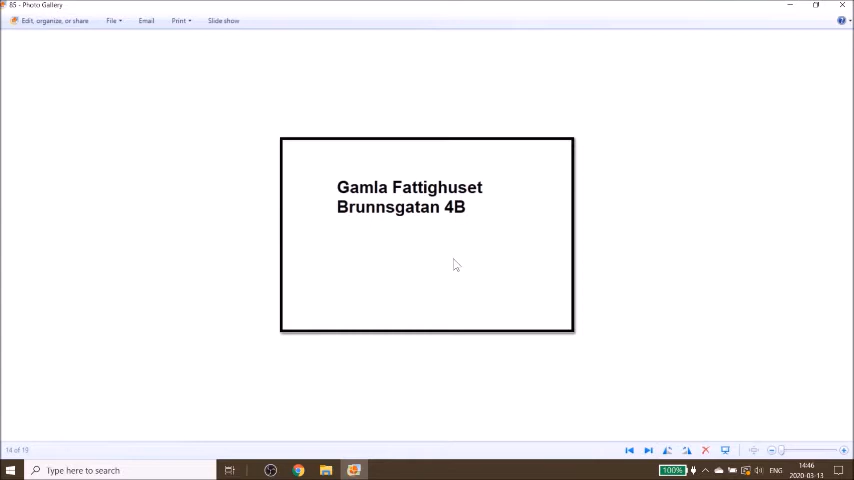 85 - Photo Gallery
Edit, organize, or share
File
Email
Print
Slide show
Gamla Fattighuset
Brunnsgatan 4B
14 of 19
Type here to search
100%
ENG
14:46
2020-03-13